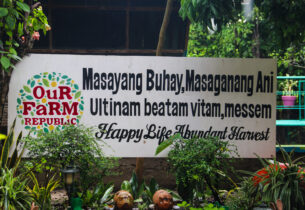 OUR
FARM
REPUBLIC
Masayang Buhay,Masaganang Ani
Ultinam beatam vitam,messem
Happy Life Abundant Harvest